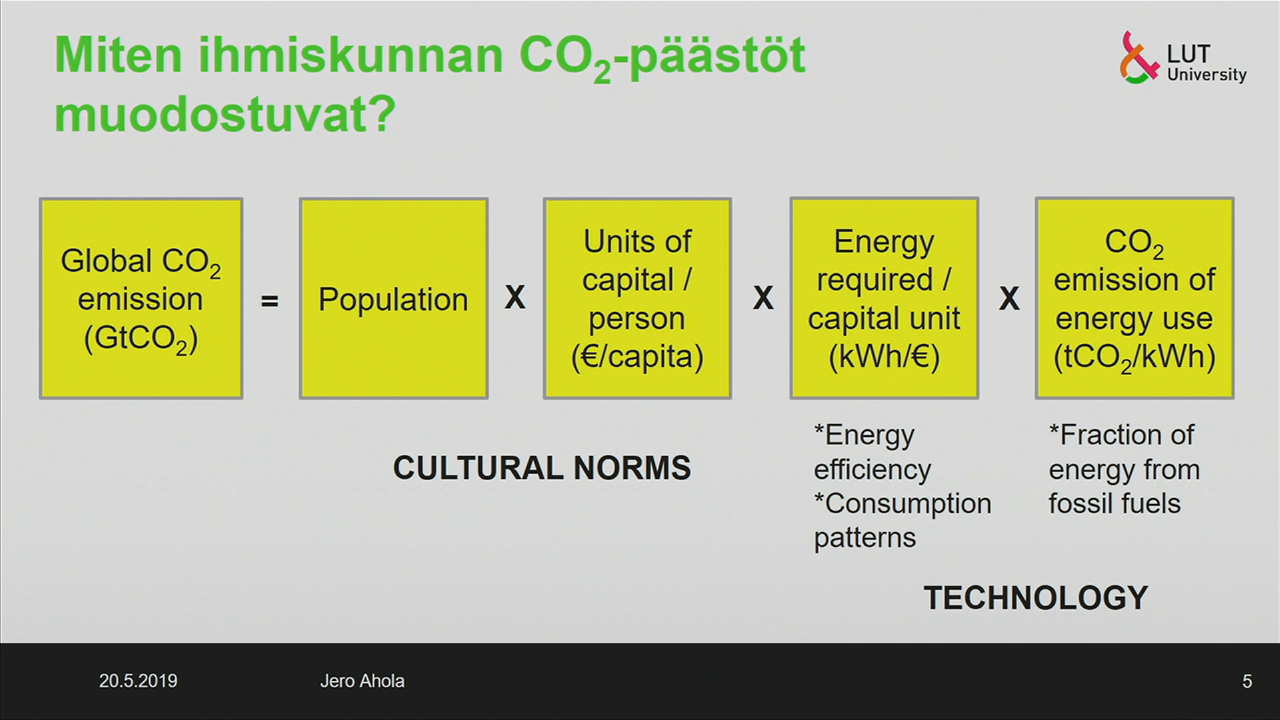 Miten ihmiskunnan CO₂-päästöt
muodostuvat?
LUT
University
Global CO₂
emission
(GtCO₂)
=
Population
X
Units of
capital /
person
(€/capita)
X
Energy
required /
capital unit
(kWh/€)
X
CO₂
emission of
energy use
(tCO₂/kWh)
CULTURAL NORMS
*Energy
efficiency
*Consumption
patterns
*Fraction of
energy from
fossil fuels
TECHNOLOGY
20.5.2019
Jero Ahola
5